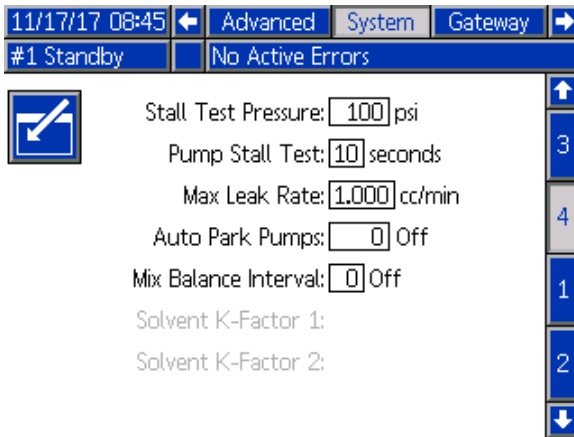 11/17/17 08:45 Advanced System Gateway
#1 Standby No Active Errors
Stall Test Pressure: 100 psi
3
Pump Stall Test: 10 seconds
Max Leak Rate: 1.000 cc/min
4
Auto Park Pumps: 0 Off
Mix Balance Interval: 0 Off
1
Solvent K-Factor 1:
Solvent K-Factor 2:
2